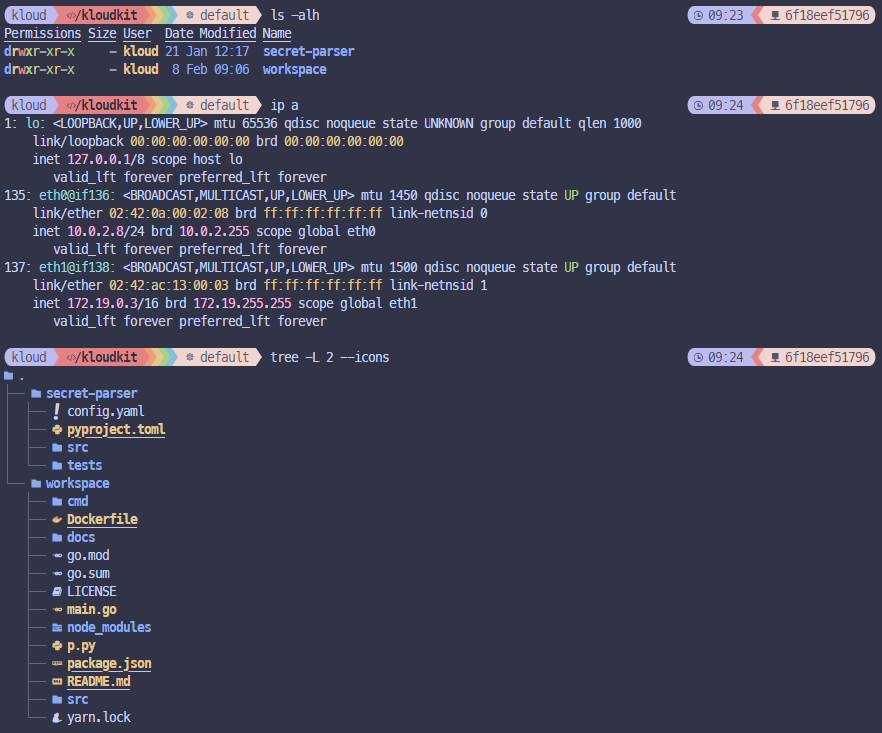 kloud /kloudkit default ls -alh 09:23 6f18eef51796
Permissions Size User Date Modified Name
drwxr-xr-x - kloud 21 Jan 12:17 secret-parser
drwxr-xr-x - kloud 8 Feb 09:06 workspace
kloud /kloudkit default ip a 09:24 6f18eef51796
1: lo: <LOOPBACK,UP,LOWER_UP> mtu 65536 qdisc noqueue state UNKNOWN group default qlen 1000
link/loopback 00:00:00:00:00:00 brd 00:00:00:00:00:00
inet 127.0.0.1/8 scope host lo
valid_lft forever preferred_lft forever
135: eth0@if136: <BROADCAST,MULTICAST,UP,LOWER_UP> mtu 1450 qdisc noqueue state UP group default
link/ether 02:42:0a:00:02:08 brd ff:ff:ff:ff:ff:ff link-netnsid 0
inet 10.0.2.8/24 brd 10.0.2.255 scope global eth0
valid_lft forever preferred_lft forever
137: eth1@if138: <BROADCAST,MULTICAST,UP,LOWER_UP> mtu 1500 qdisc noqueue state UP group default
link/ether 02:42:ac:13:00:03 brd ff:ff:ff:ff:ff:ff link-netnsid 1
inet 172.19.0.3/16 brd 172.19.255.255 scope global eth1
valid_lft forever preferred_lft forever
kloud /kloudkit default tree -L 2 --icons 09:24 6f18eef51796
.
secret-parser
config.yaml
pyproject.toml
src
tests
workspace
cmd
Dockerfile
docs
go.mod
go.sum
LICENSE
main.go
node_modules
p.py
package.json
README.md
src
yarn.lock